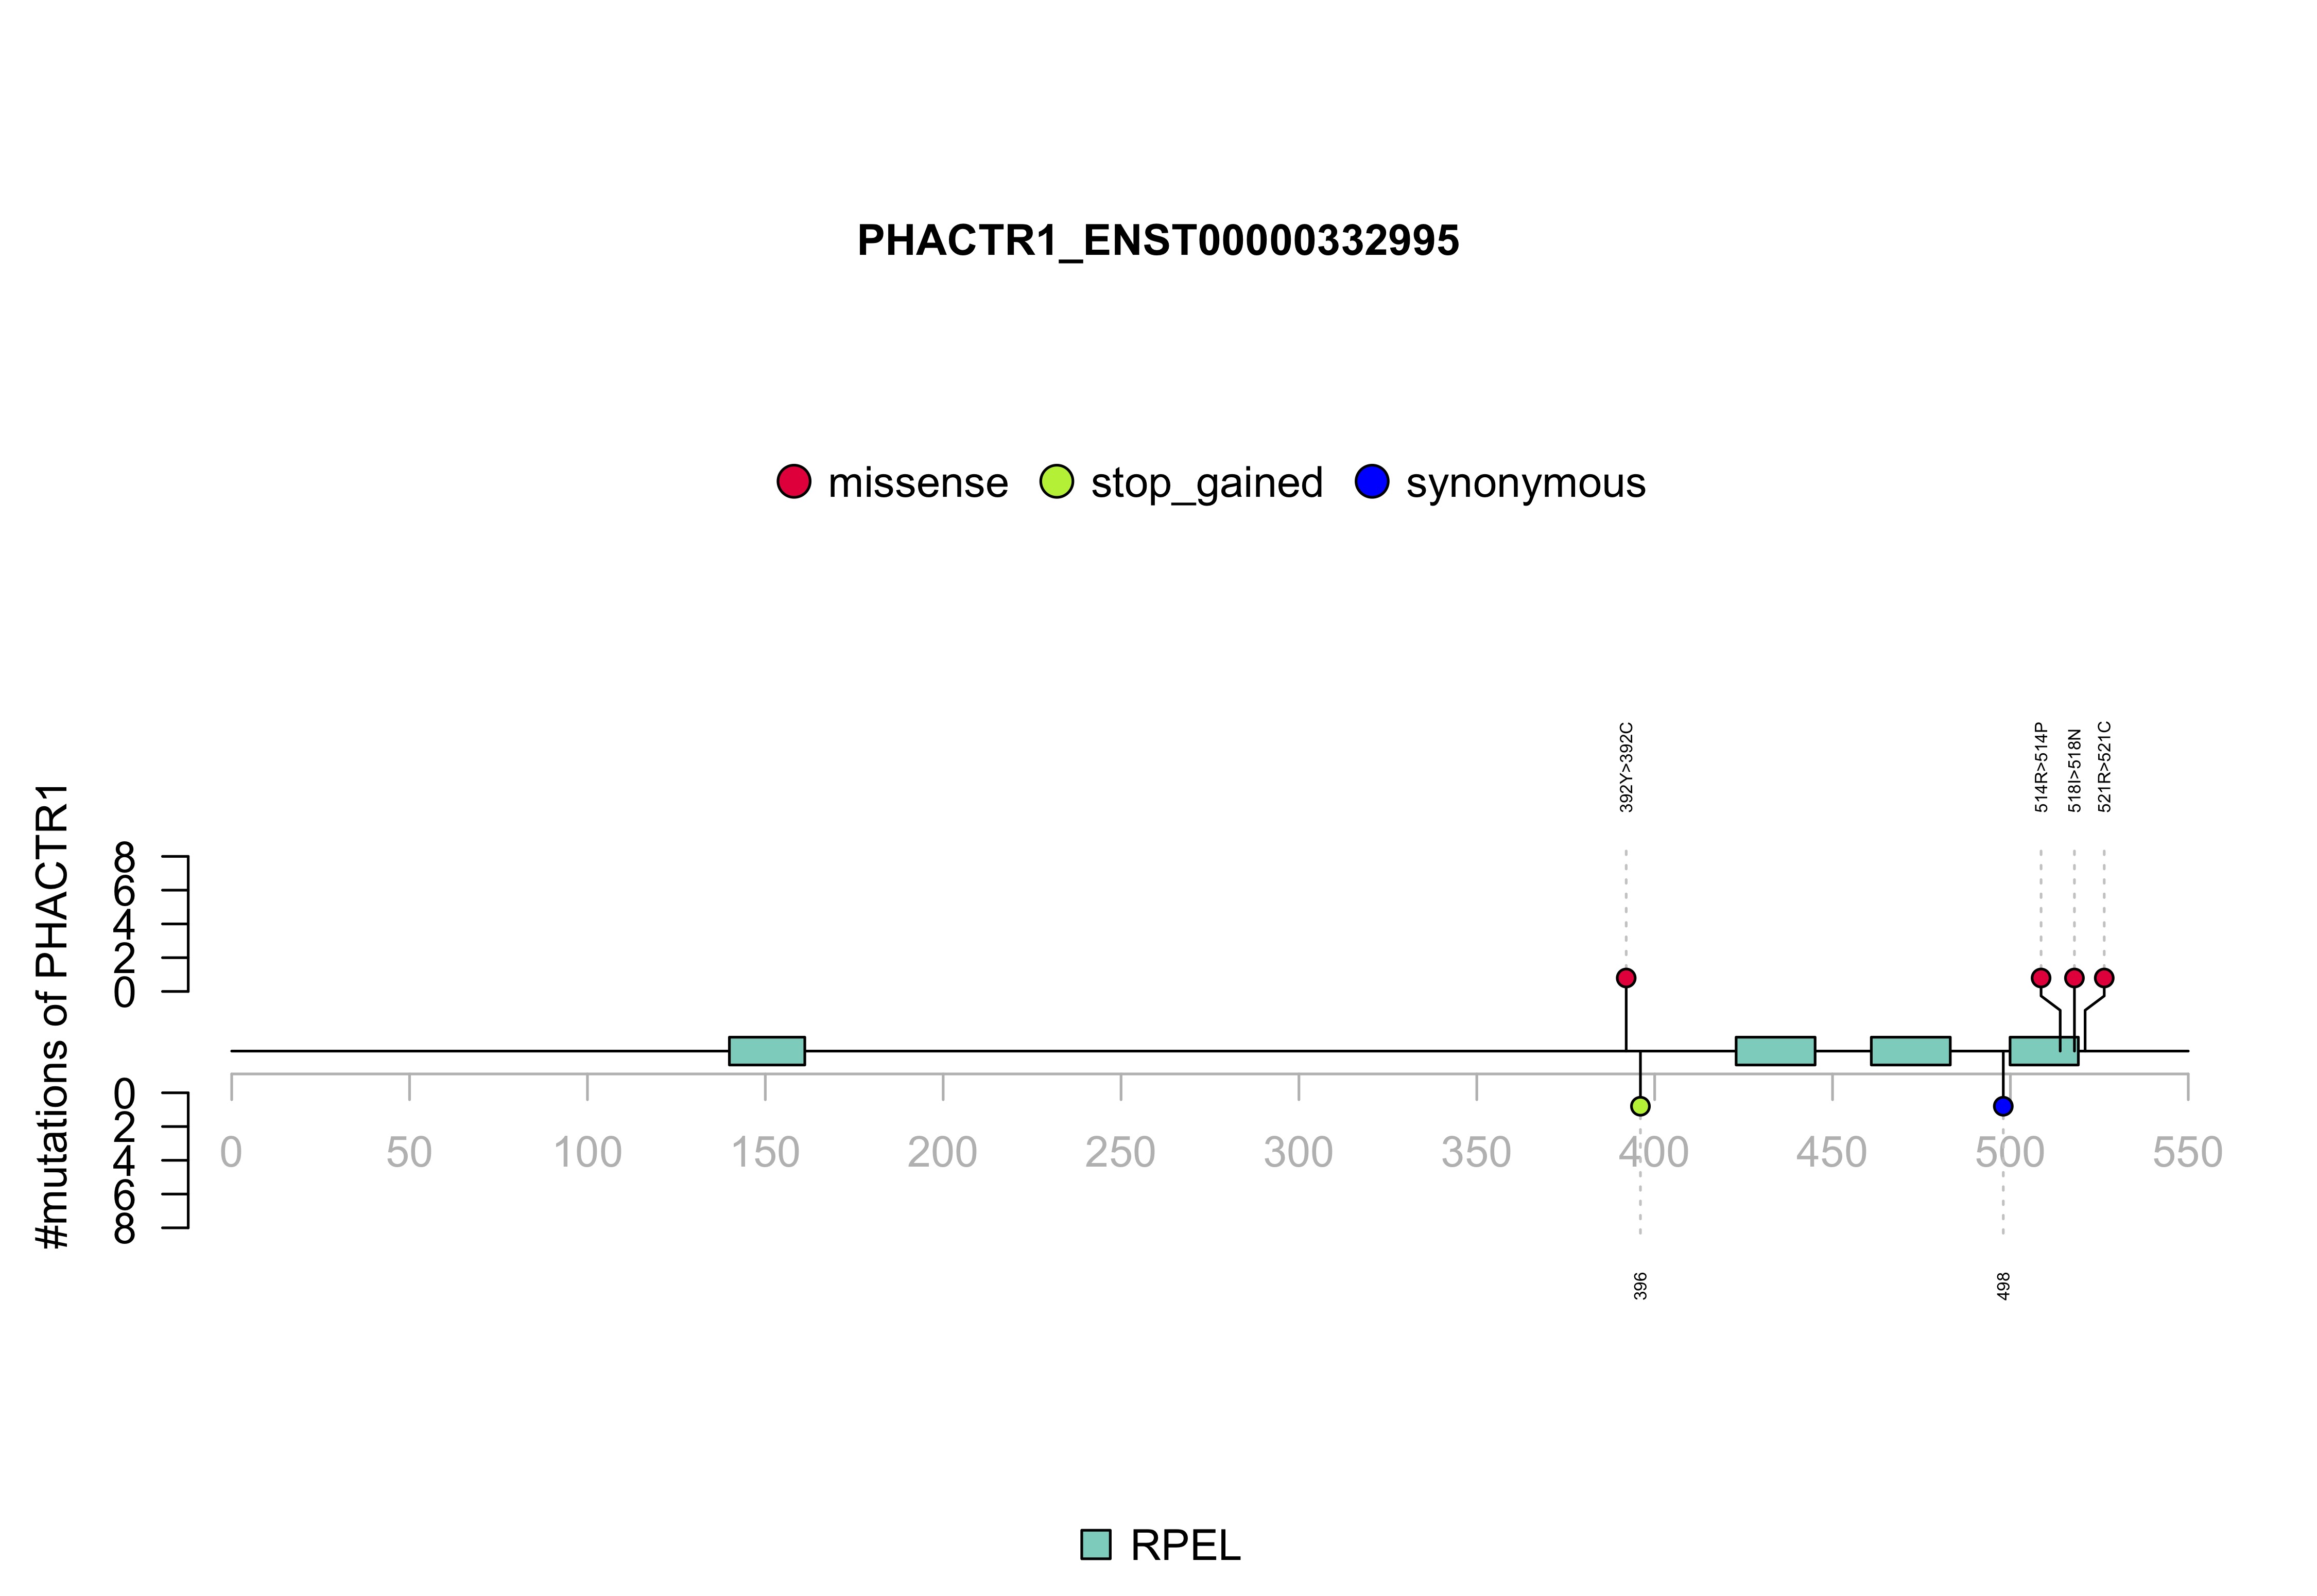 PHACTR1_ENST00000332995
missense stop_gained synonymous
392Y>392C 514R>514P 518I>518N 521R>521C
#mutations of PHACTR1
8
6
4
2
0
0
2
4
6
8
0 50 100 150 200 250 300 350 400 450 500 550
396 498
RPEL